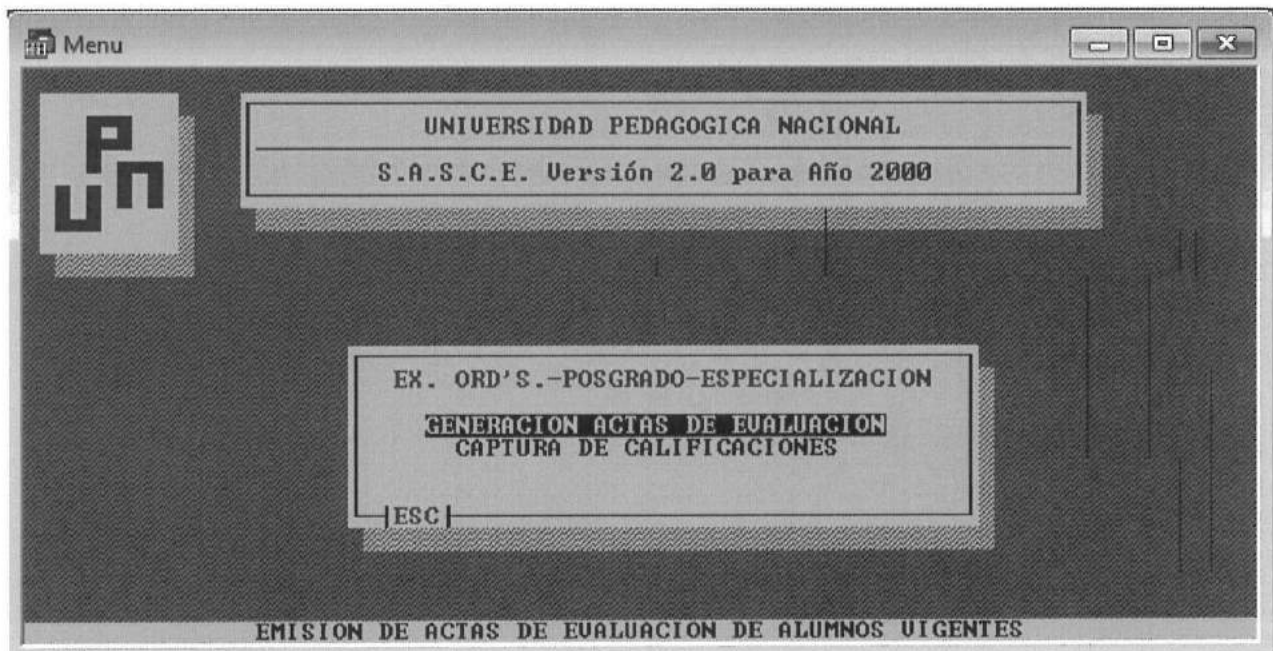 Menu
UPN
UNIVERSIDAD PEDAGOGICA NACIONAL
S.A.S.C.E. Versión 2.0 para Año 2000
EX. ORD'S.-POSGRADO-ESPECIALIZACION
GENERACION ACTAS DE EVALUACION
CAPTURA DE CALIFICACIONES
ESC
EMISION DE ACTAS DE EVALUACION DE ALUMNOS VIGENTES